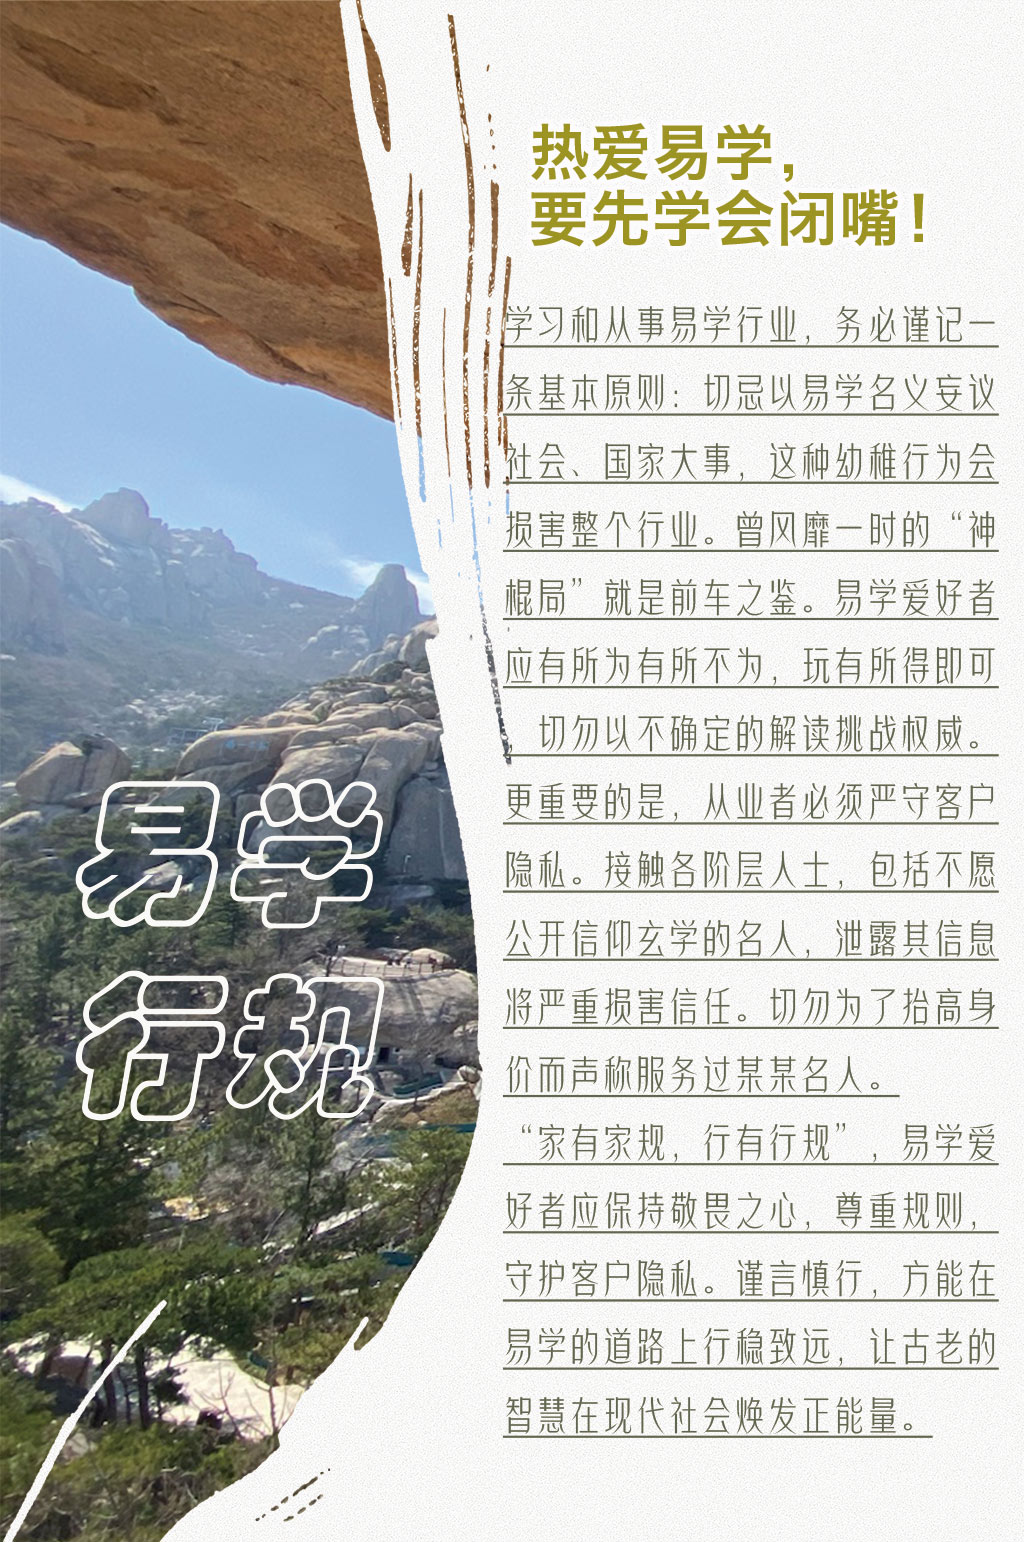 热爱易学，
要先学会闭嘴！
学习和从事易学行业，务必谨记一
条基本原则：切忌以易学名义妄议
社会、国家大事，这种幼稚行为会
损害整个行业。曾风靡一时的“神
棍局”就是前车之鉴。易学爱好者
应有所为有所不为，玩有所得即可
，切勿以不确定的解读挑战权威。
更重要的是，从业者必须严守客户
隐私。接触各阶层人士，包括不愿
公开信仰玄学的名人，泄露其信息
将严重损害信任。切勿为了抬高身
价而声称服务过某某名人。
“家有家规，行有行规”，易学爱
好者应保持敬畏之心，尊重规则，
守护客户隐私。谨言慎行，方能在
易学的道路上行稳致远，让古老的
智慧在现代社会焕发正能量。
易学
行规